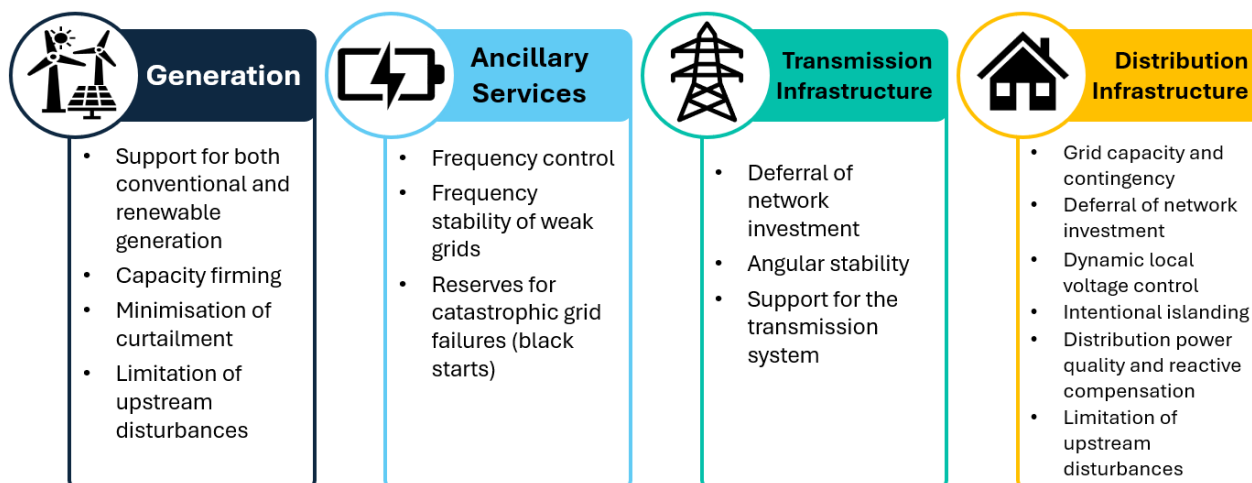 Generation
• Support for both
conventional and
renewable
generation
• Capacity firming
• Minimisation of
curtailment
• Limitation of
upstream
disturbances
Ancillary
Services
• Frequency control
• Frequency
stability of weak
grids
• Reserves for
catastrophic grid
failures (black
starts)
Transmission
Infrastructure
• Deferral of
network
investment
• Angular stability
• Support for the
transmission
system
Distribution
Infrastructure
• Grid capacity and
contingency
• Deferral of network
investment
• Dynamic local
voltage control
• Intentional islanding
• Distribution power
quality and reactive
compensation
• Limitation of
upstream
disturbances